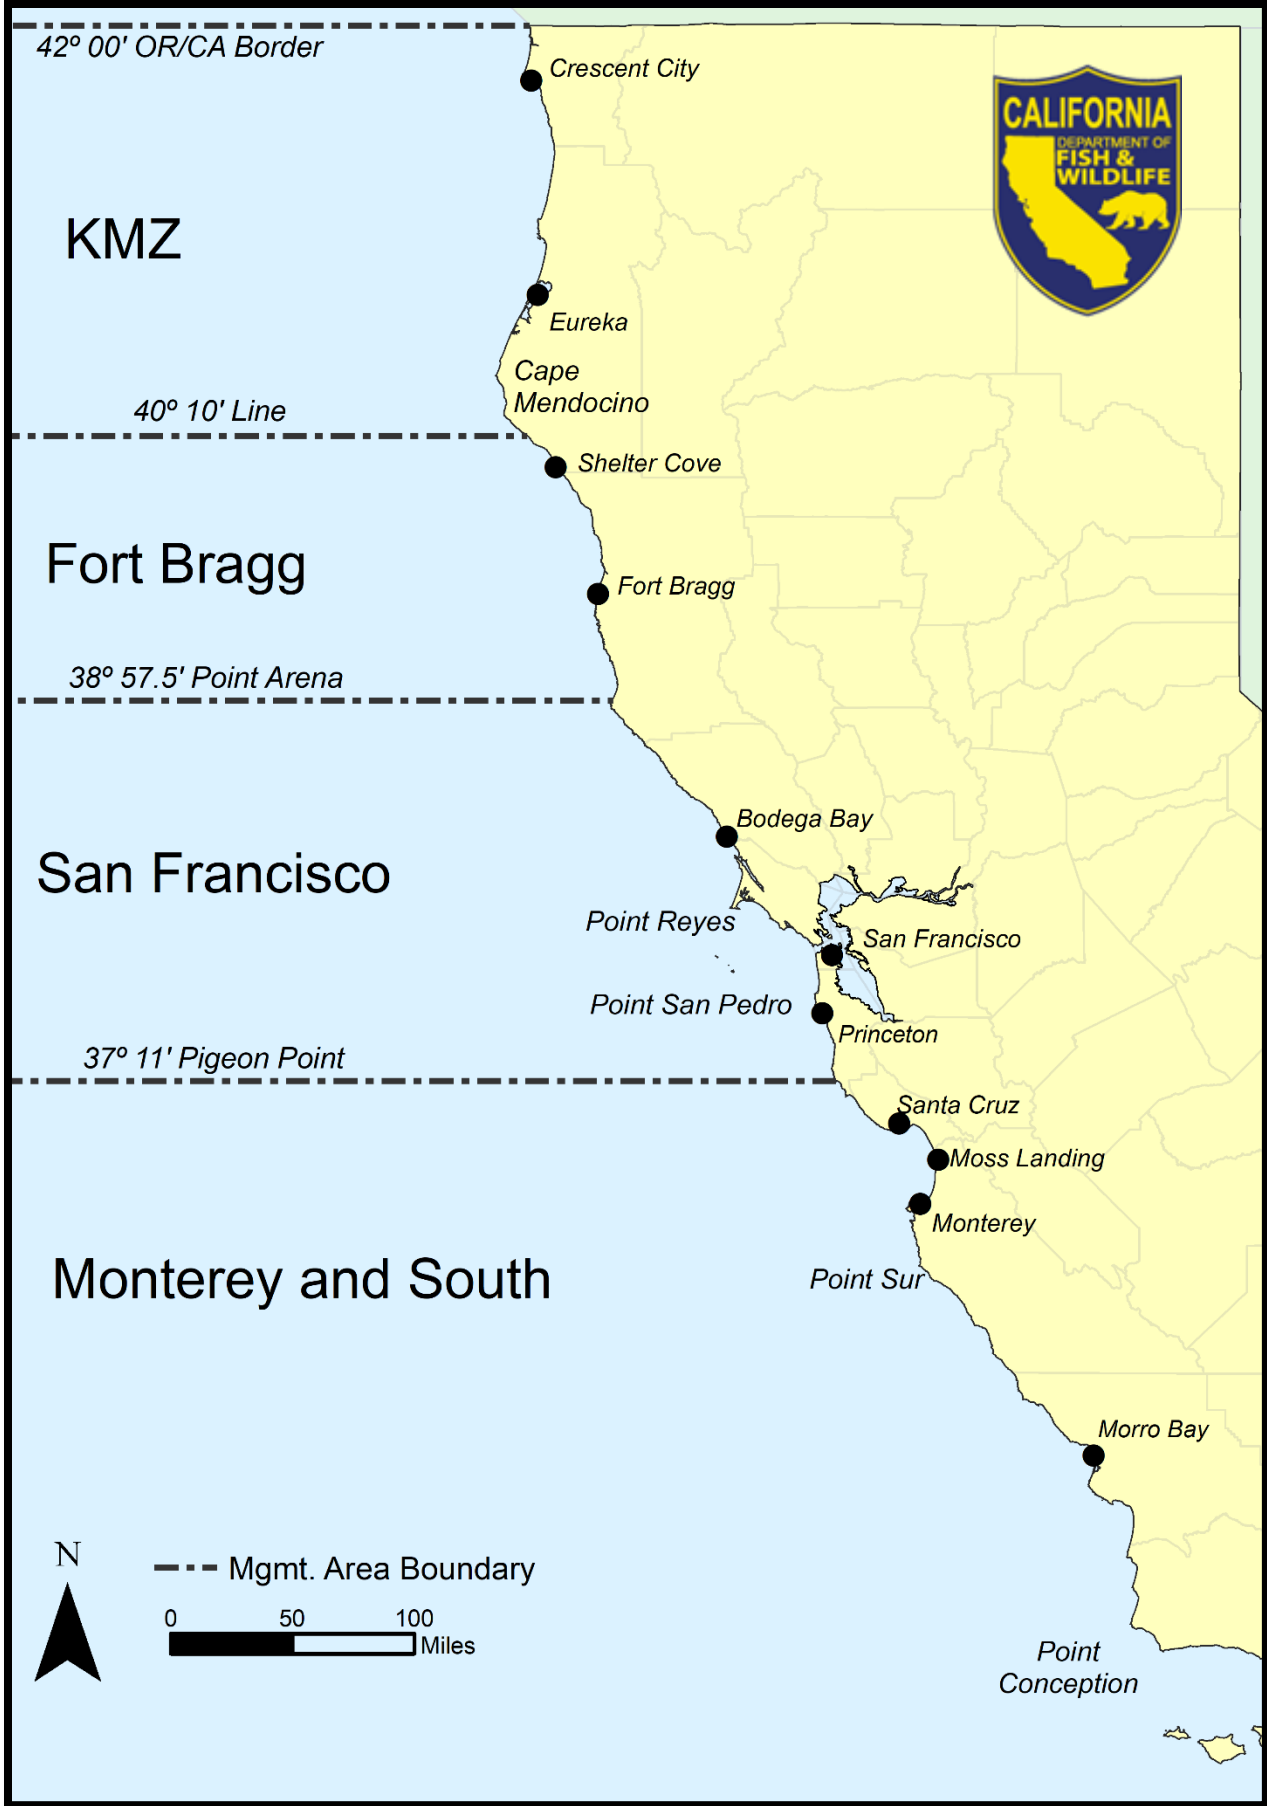 42º 00' OR/CA Border
Crescent City
CALIFORNIA
DEPARTMENT OF
FISH &
WILDLIFE
KMZ
Eureka
Cape
Mendocino
40º 10' Line
Shelter Cove
Fort Bragg
Fort Bragg
38º 57.5' Point Arena
Bodega Bay
San Francisco
Point Reyes
San Francisco
Point San Pedro
Princeton
37º 11' Pigeon Point
Santa Cruz
Moss Landing
Monterey
Monterey and South
Point Sur
Morro Bay
N
Mgmt. Area Boundary
0 50 100
Miles
Point
Conception